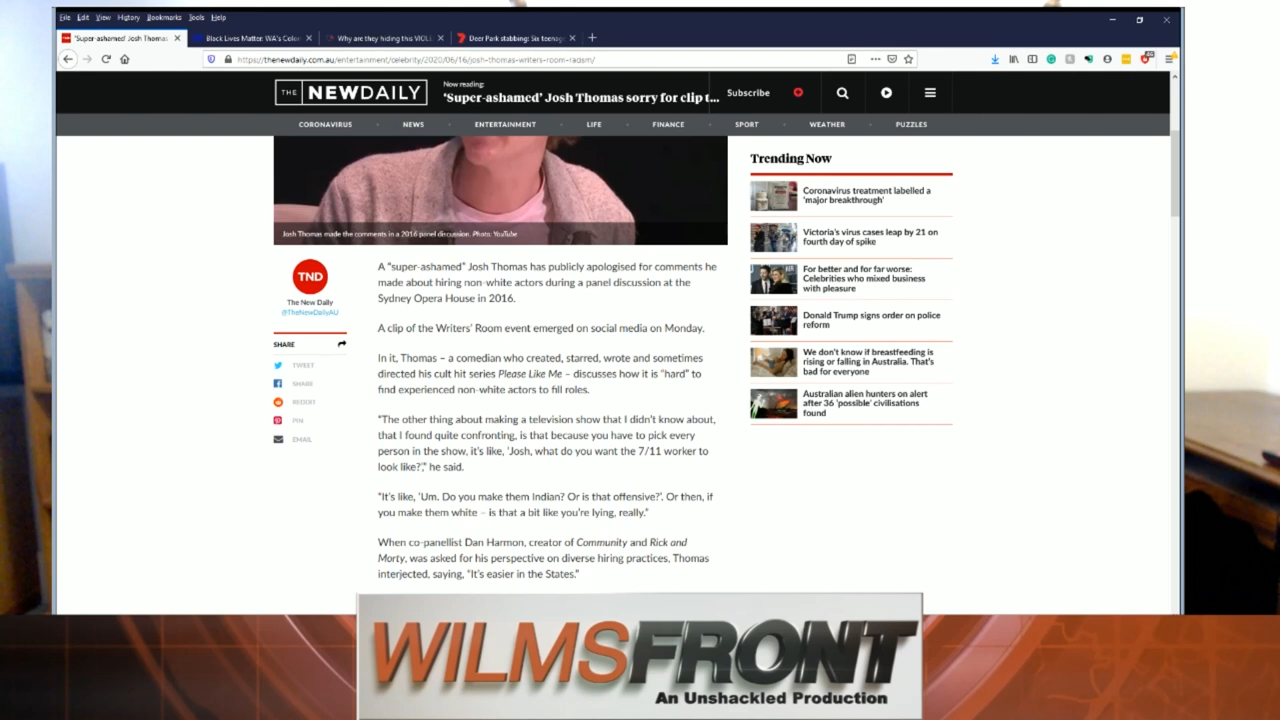 File Edit View History Bookmarks Tools Help
'Super-ashamed' Josh Thomas
Black Lives Matter: WA's Colon
Why are they hiding this VIOL
Deer Park stabbing: Six teenag
https://thenewdaily.com.au/entertainment/celebrity/2020/06/16/josh-thomas-writers-room-radsm/
THE NEWDAILY
Now reading:
'Super-ashamed' Josh Thomas sorry for clip t...
Subscribe
CORONAVIRUS NEWS ENTERTAINMENT LIFE FINANCE SPORT WEATHER PUZZLES
Josh Thomas made the comments in a 2016 panel discussion. Photo: YouTube
TND
The New Daily
@TheNewDailyAU
SHARE
TWEET
SHARE
REDDIT
PIN
EMAIL
A "super-ashamed" Josh Thomas has publicly apologised for comments he
made about hiring non-white actors during a panel discussion at the
Sydney Opera House in 2016.
A clip of the Writers' Room event emerged on social media on Monday.
In it, Thomas – a comedian who created, starred, wrote and sometimes
directed his cult hit series Please Like Me – discusses how it is "hard" to
find experienced non-white actors to fill roles.
"The other thing about making a television show that I didn't know about,
that I found quite confronting, is that because you have to pick every
person in the show, it's like, 'Josh, what do you want the 7/11 worker to
look like?'," he said.
"It's like, 'Um. Do you make them Indian? Or is that offensive?'. Or then, if
you make them white – is that a bit like you're lying, really."
When co-panellist Dan Harmon, creator of Community and Rick and
Morty, was asked for his perspective on diverse hiring practices, Thomas
interjected, saying, "It's easier in the States."
Trending Now
Coronavirus treatment labelled a
'major breakthrough'
Victoria's virus cases leap by 21 on
fourth day of spike
For better and for far worse:
Celebrities who mixed business
with pleasure
Donald Trump signs order on police
reform
We don't know if breastfeeding is
rising or falling in Australia. That's
bad for everyone
Australian alien hunters on alert
after 36 'possible' civilisations
found
WILMSFRONT
An Unshackled Production